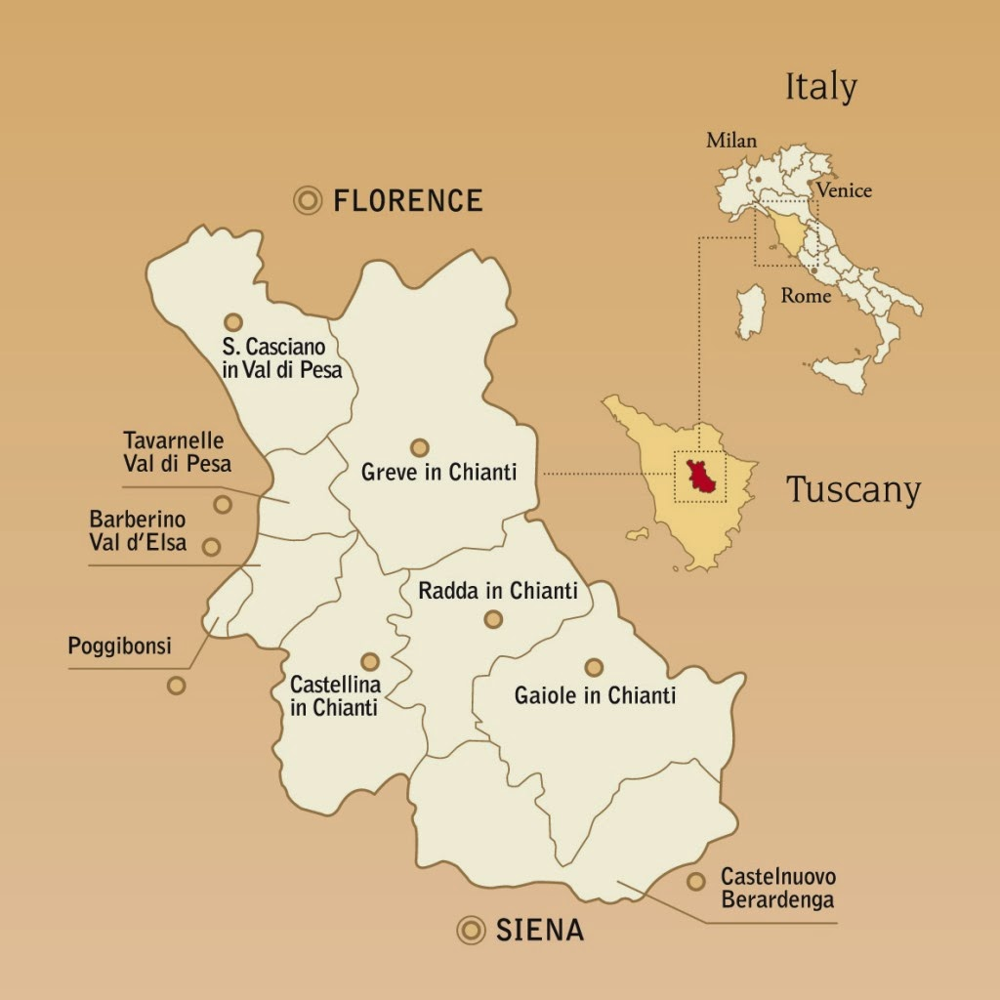 Italy
Milan
Venice
FLORENCE
Rome
S. Casciano
in Val di Pesa
Tavarnelle
Val di Pesa
Greve in Chianti
Tuscany
Barberino
Val d'Elsa
Radda in Chianti
Poggibonsi
Castellina
in Chianti
Gaiole in Chianti
Castelnuovo
Berardenga
SIENA